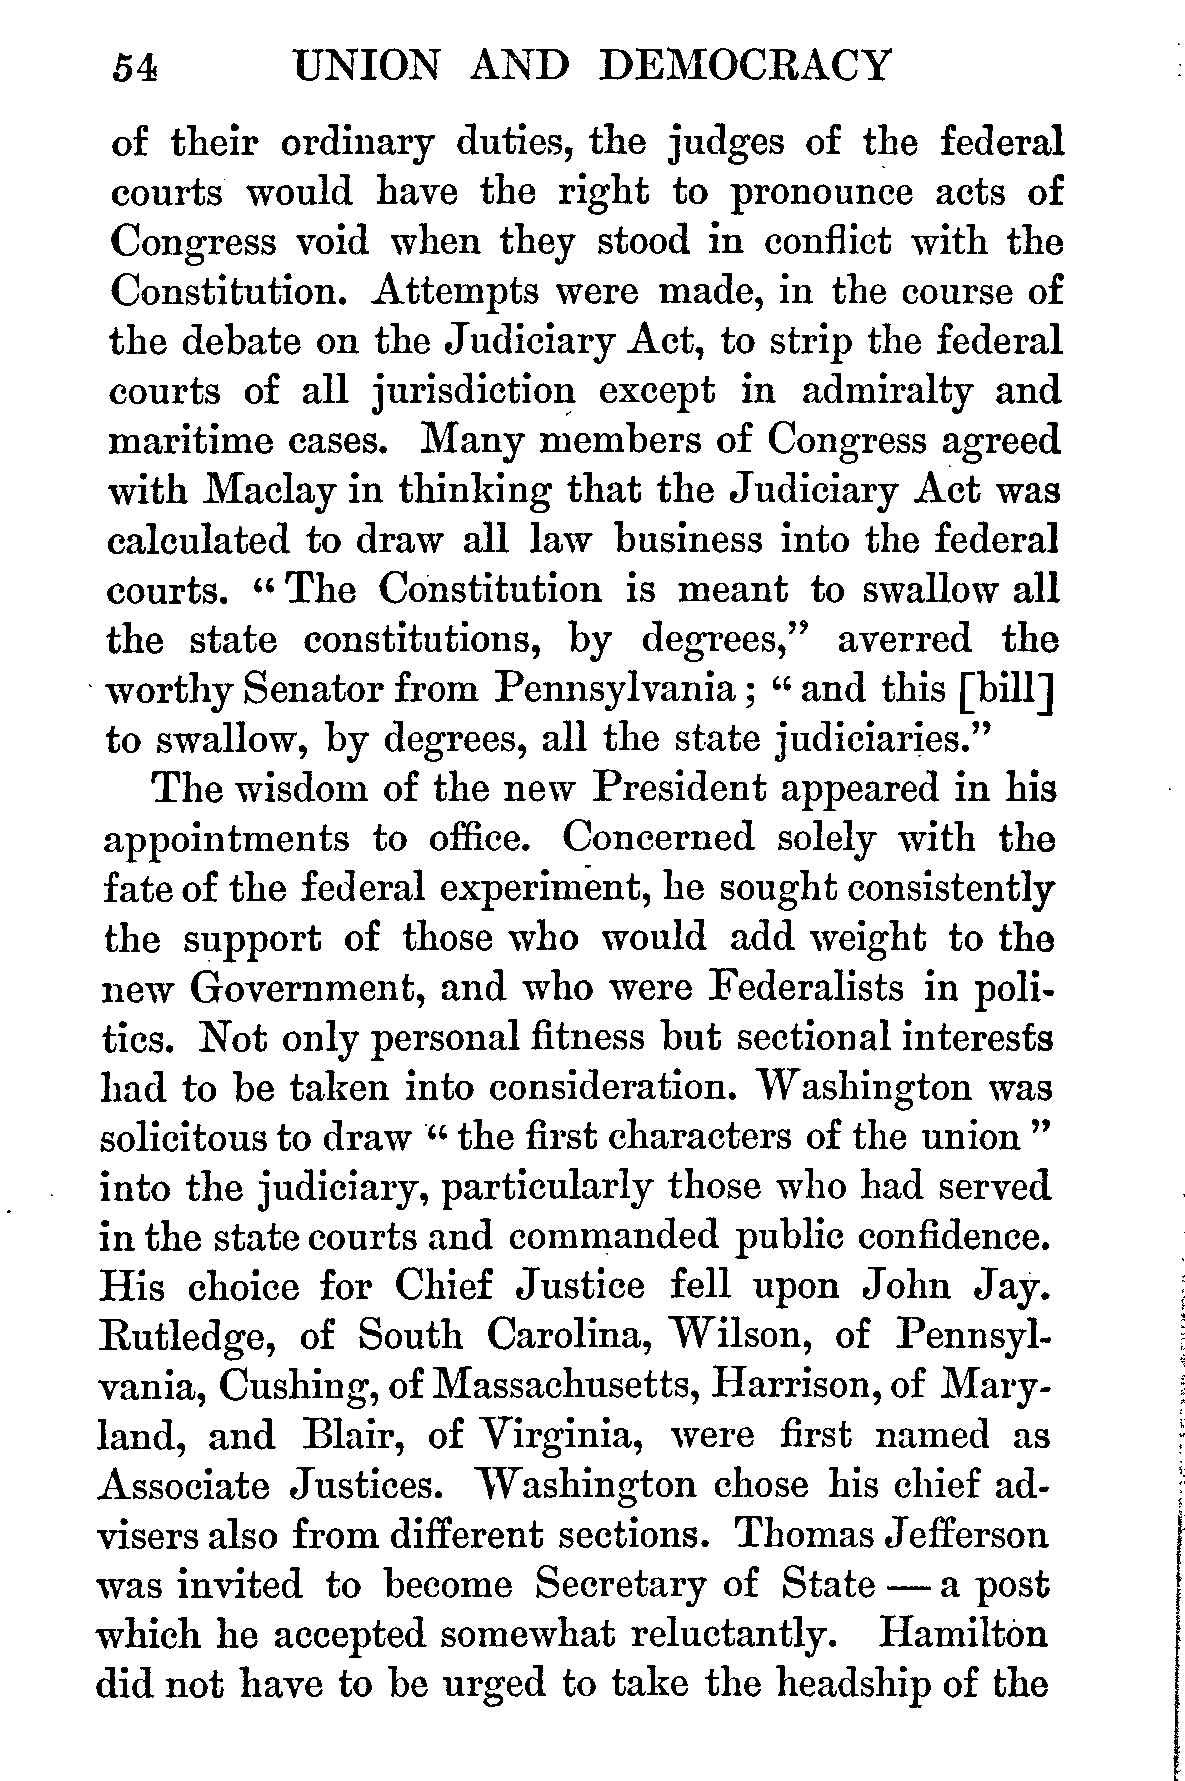 54 UNION AND DEMOCRACY
of their ordinary duties, the judges of the federal
courts would have the right to pronounce acts of
Congress void when they stood in conflict with the
Constitution. Attempts were made, in the course of
the debate on the Judiciary Act, to strip the federal
courts of all jurisdiction except in admiralty and
maritime cases. Many members of Congress agreed
with Maclay in thinking that the Judiciary Act was
calculated to draw all law business into the federal
courts. “ The Constitution is meant to swallow all
the state constitutions, by degrees,” averred the
worthy Senator from Pennsylvania ; “ and this [bill]
to swallow, by degrees, all the state judiciaries.”
The wisdom of the new President appeared in his
appointments to office. Concerned solely with the
fate of the federal experiment, he sought consistently
the support of those who would add weight to the
new Government, and who were Federalists in poli-
tics. Not only personal fitness but sectional interests
had to be taken into consideration. Washington was
solicitous to draw “ the first characters of the union ”
into the judiciary, particularly those who had served
in the state courts and commanded public confidence.
His choice for Chief Justice fell upon John Jay.
Rutledge, of South Carolina, Wilson, of Pennsyl-
vania, Cushing, of Massachusetts, Harrison, of Mary-
land, and Blair, of Virginia, were first named as
Associate Justices. Washington chose his chief ad-
visers also from different sections. Thomas Jefferson
was invited to become Secretary of State — a post
which he accepted somewhat reluctantly. Hamilton
did not have to be urged to take the headship of the